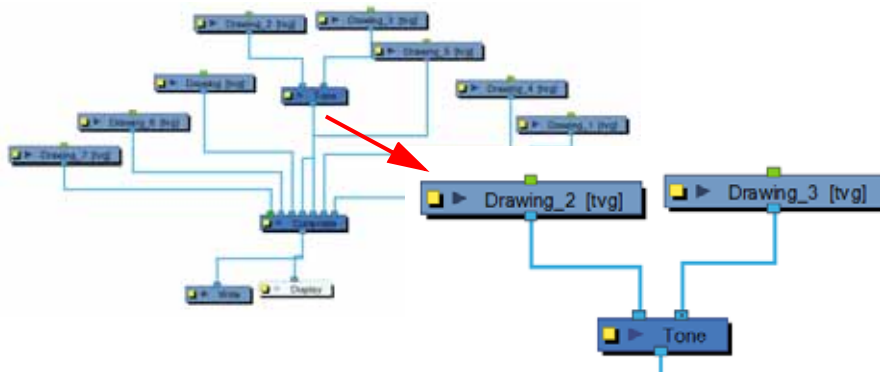 Drawing_2 [tvg]
Drawing_3 [tvg]
Drawing_5 [tvg]
Drawing [tvg]
Tone
Drawing_4 [tvg]
Drawing_6 [tvg]
Drawing_1 [tvg]
Drawing_7 [tvg]
Drawing_2 [tvg]
Drawing_3 [tvg]
Composite
Write
Display
Tone